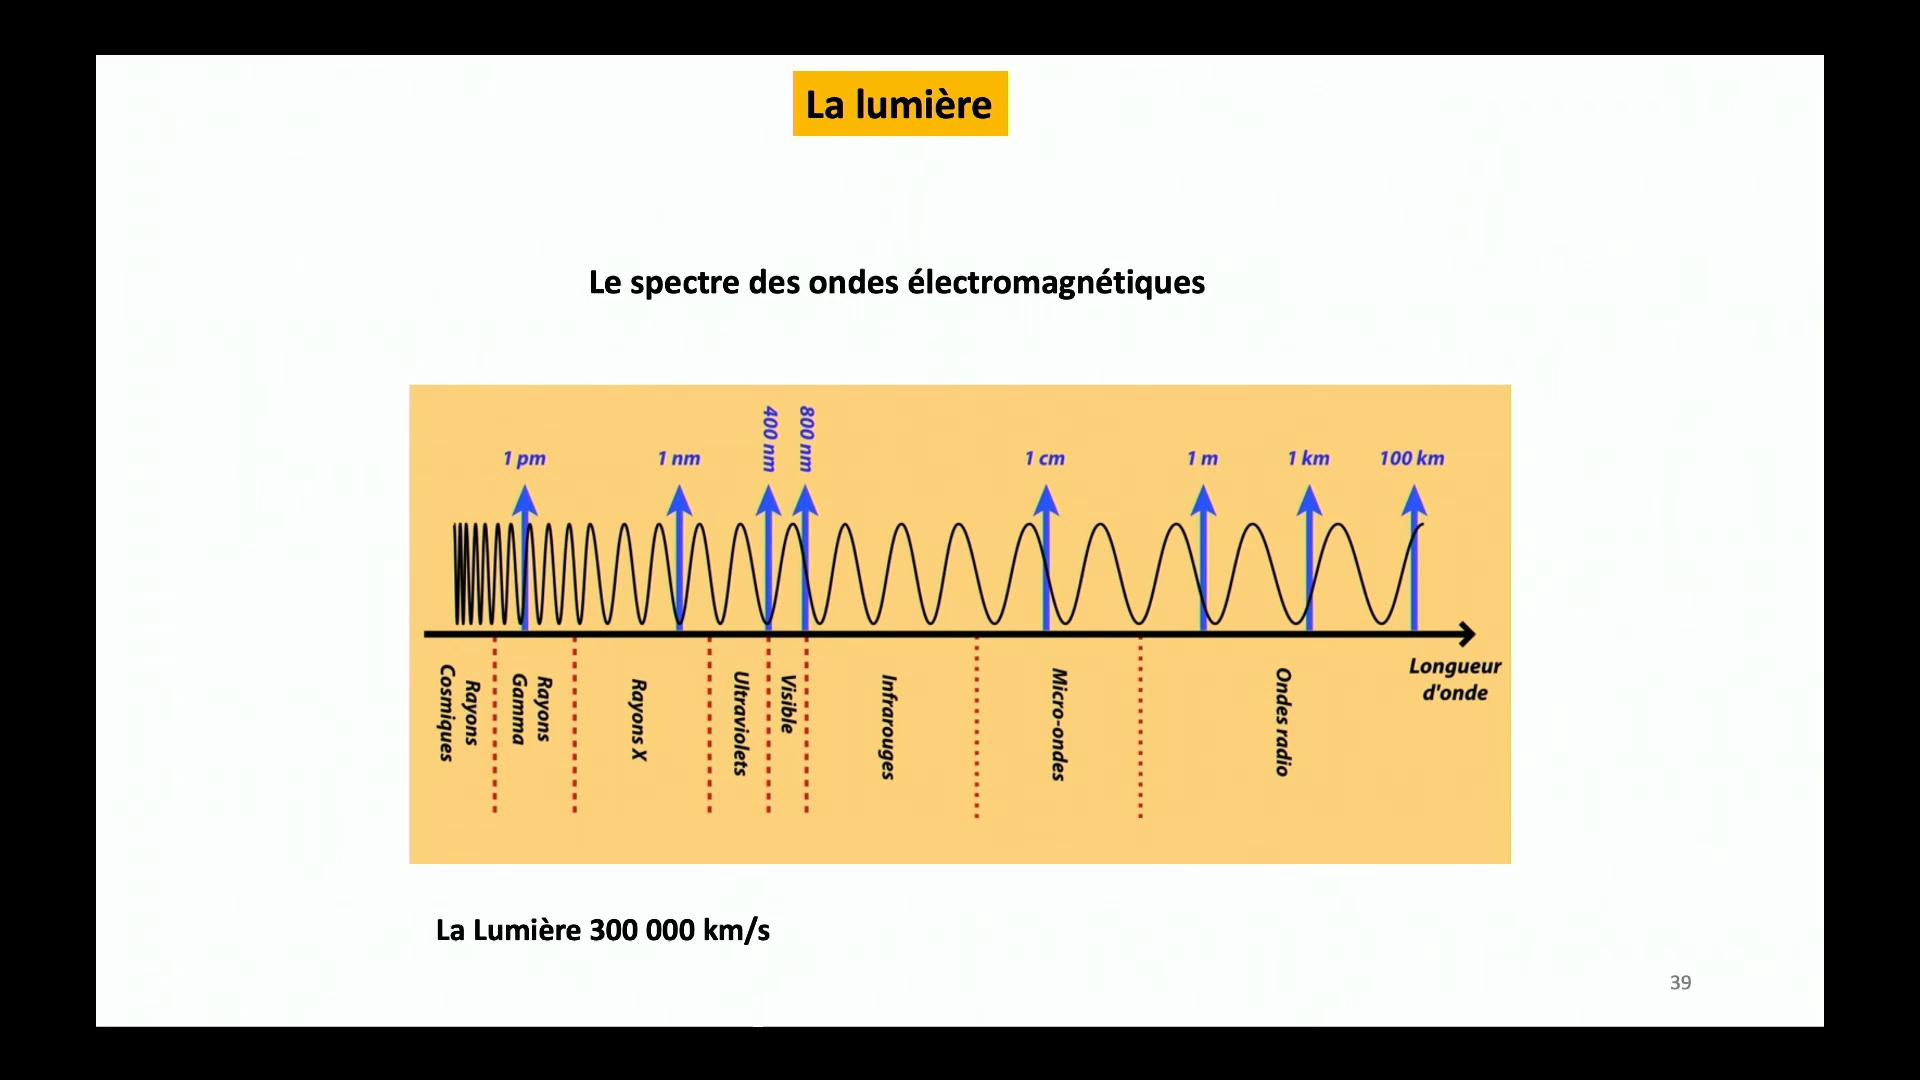 La lumière
Le spectre des ondes électromagnétiques
1 pm
1 nm
400 nm
800 nm
1 cm
1 m
1 km
100 km
Rayons
Cosmiques
Rayons
Gamma
Rayons X
Ultraviolets
Visible
Infrarouges
Micro-ondes
Ondes radio
Longueur
d'onde
La Lumière 300 000 km/s
39